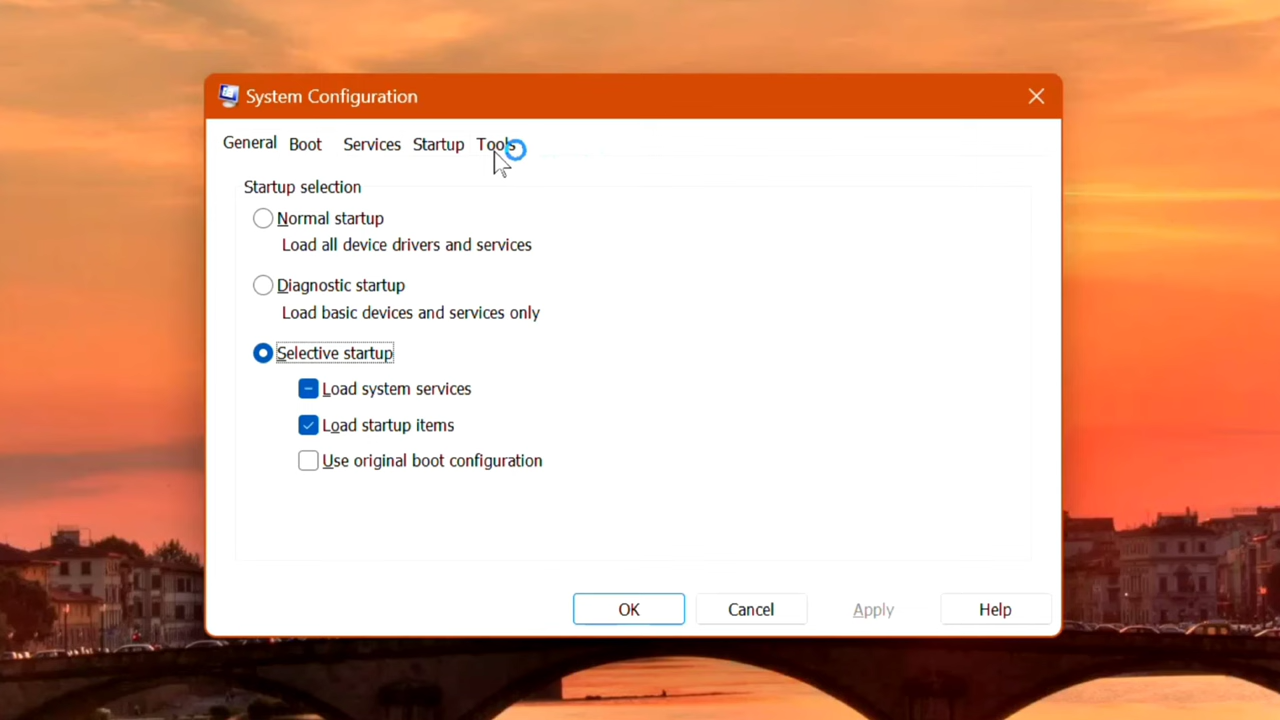 System Configuration
General Boot Services Startup Tools
Startup selection
Normal startup
Load all device drivers and services
Diagnostic startup
Load basic devices and services only
Selective startup
Load system services
Load startup items
Use original boot configuration
OK Cancel Apply Help